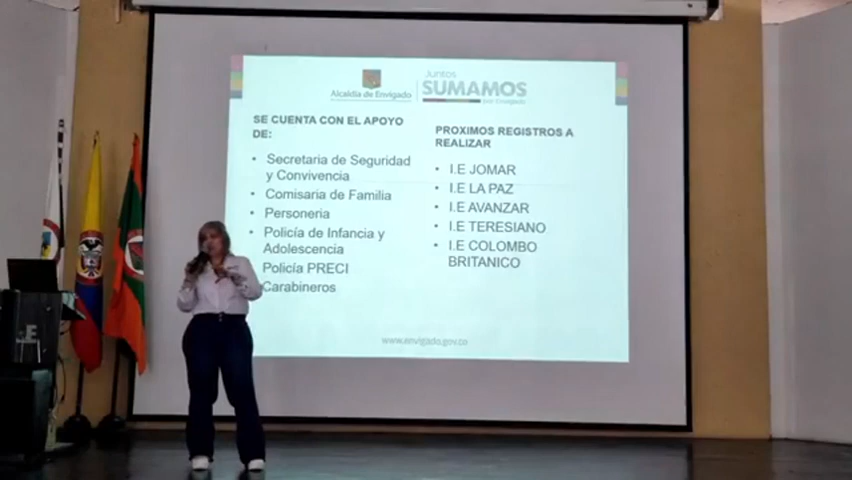 Alcaldía de Envigado
Juntos
SUMAMOS
por Envigado
SE CUENTA CON EL APOYO
DE:
• Secretaria de Seguridad
y Convivencia
• Comisaria de Familia
• Personeria
• Policía de Infancia y
Adolescencia
Policía PRECI
Carabineros
PROXIMOS REGISTROS A
REALIZAR
• I.E JOMAR
• I.E LA PAZ
• I.E AVANZAR
• I.E TERESIANO
• I.E COLOMBO
BRITANICO
www.envigado.gov.co